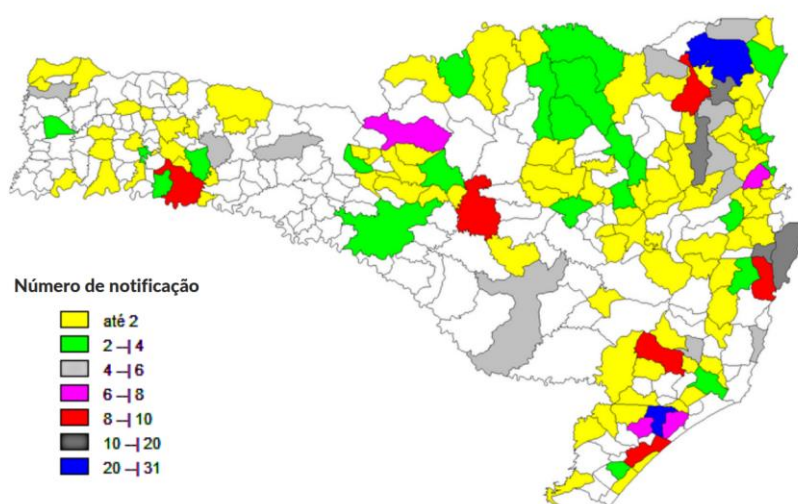 Número de notificação
até 2
2 ⊣ 4
4 ⊣ 6
6 ⊣ 8
8 ⊣ 10
10 ⊣ 20
20 ⊣ 31